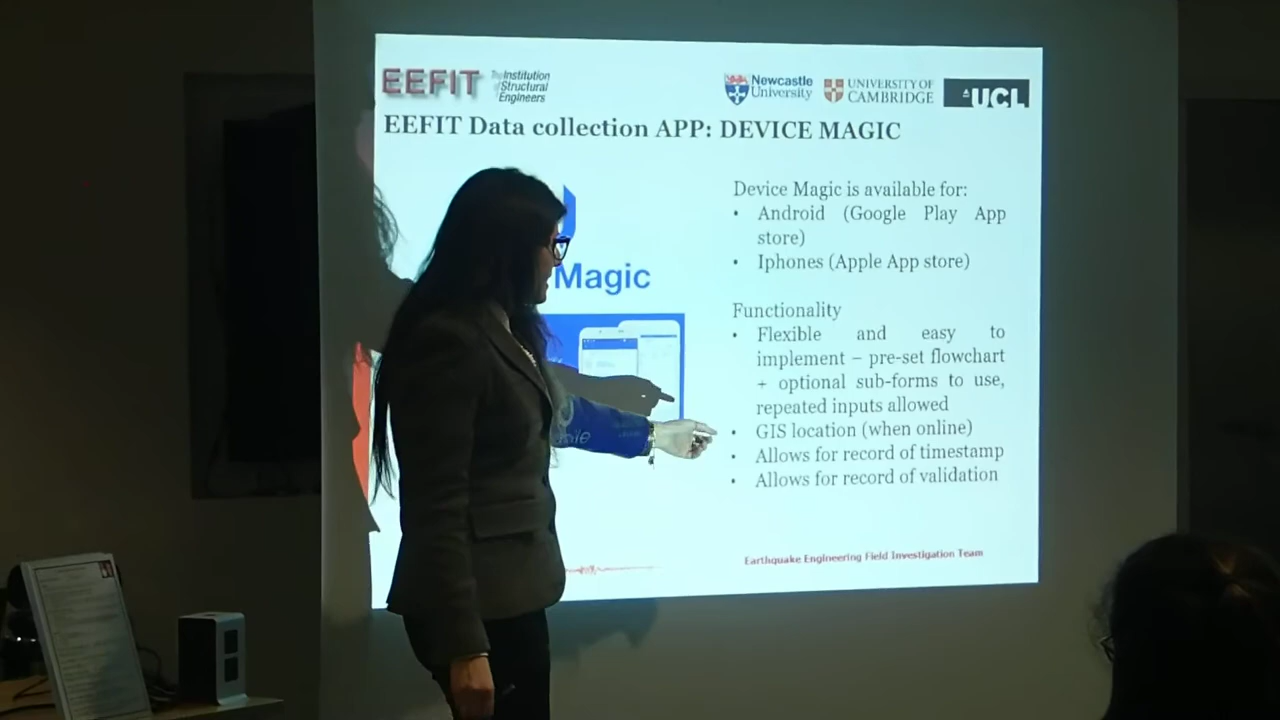 EEFIT
The Institution
of Structural
Engineers
Newcastle
University
UNIVERSITY OF
CAMBRIDGE
UCL
EEFIT Data collection APP: DEVICE MAGIC
Magic
Device Magic is available for:
• Android (Google Play App
store)
• Iphones (Apple App store)
Functionality
• Flexible and easy to
implement – pre-set flowchart
+ optional sub-forms to use,
repeated inputs allowed
• GIS location (when online)
• Allows for record of timestamp
• Allows for record of validation
Earthquake Engineering Field Investigation Team